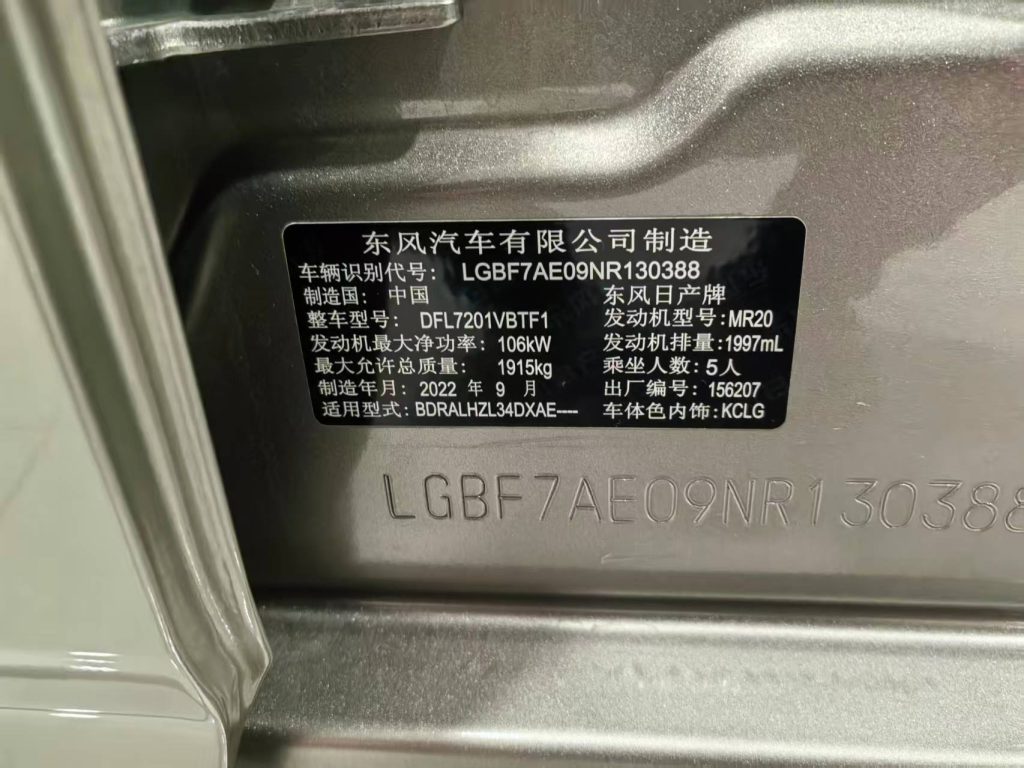 东风汽车有限公司制造
车辆识别代号： LGBF7AE09NR130388
制造国： 中国 东风日产牌
整车型号： DFL7201VBTF1 发动机型号：MR20
发动机最大净功率： 106kW 发动机排量：1997mL
最大允许总质量： 1915kg 乘坐人数：5人
制造年月：2022 年 9 月 出厂编号：156207
适用型式：BDRALHZL34DXAE---- 车体色内饰：KCLG
LGBF7AE09NR130388